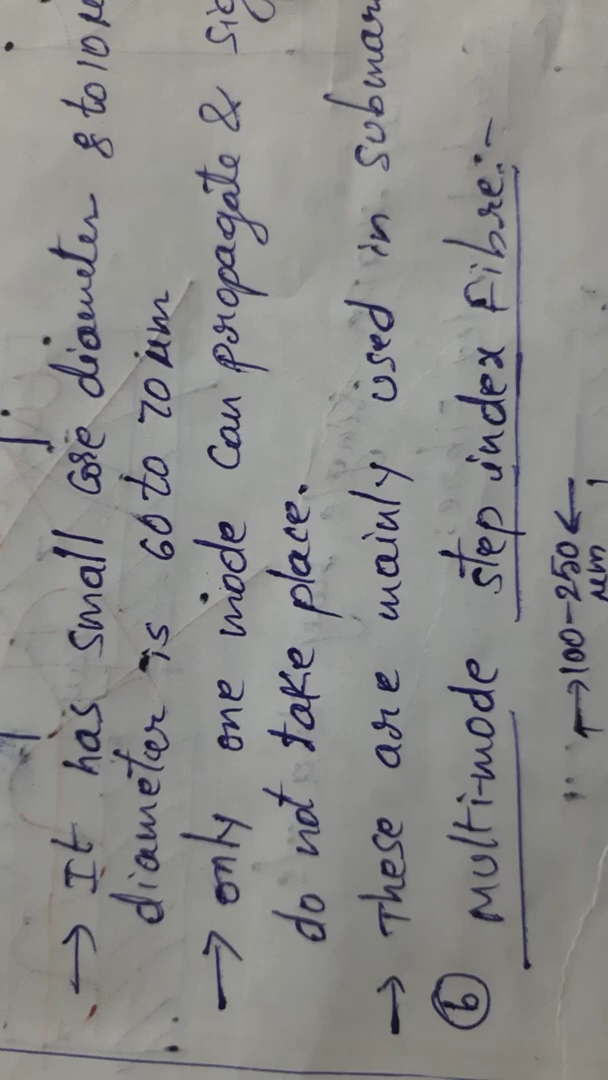 → It has small core diameter 8 to 10
diameter is 60 to 70 μm
→ only one mode can propagate &
do not take place.
→ These are mainly used in submar
(b) Multi-mode step index Fibre:-
→100-250←
μm